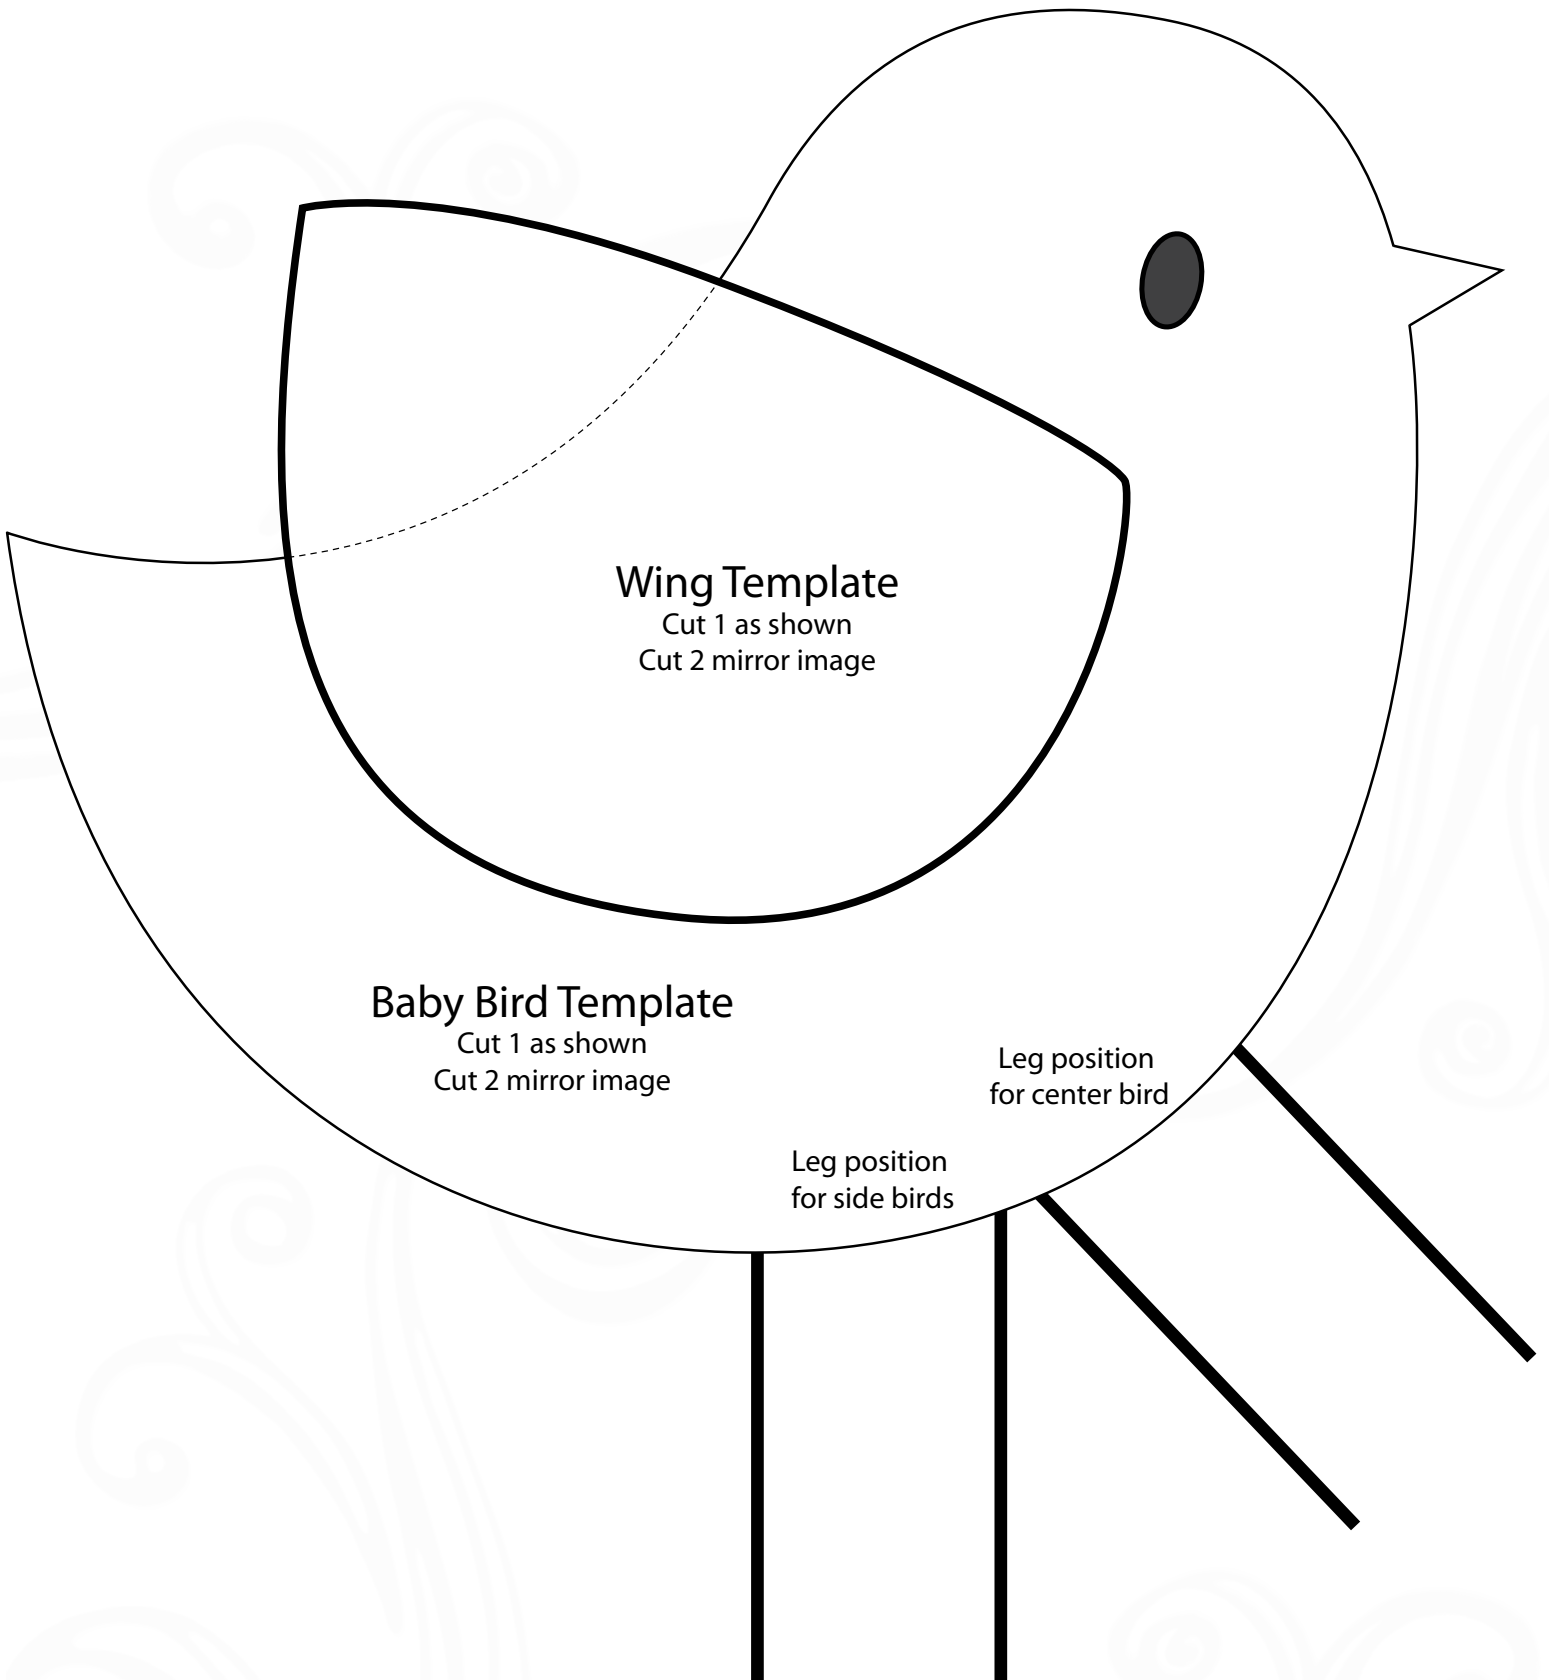 Wing Template
Cut 1 as shown
Cut 2 mirror image
Baby Bird Template
Cut 1 as shown
Cut 2 mirror image
Leg position
for center bird
Leg position
for side birds